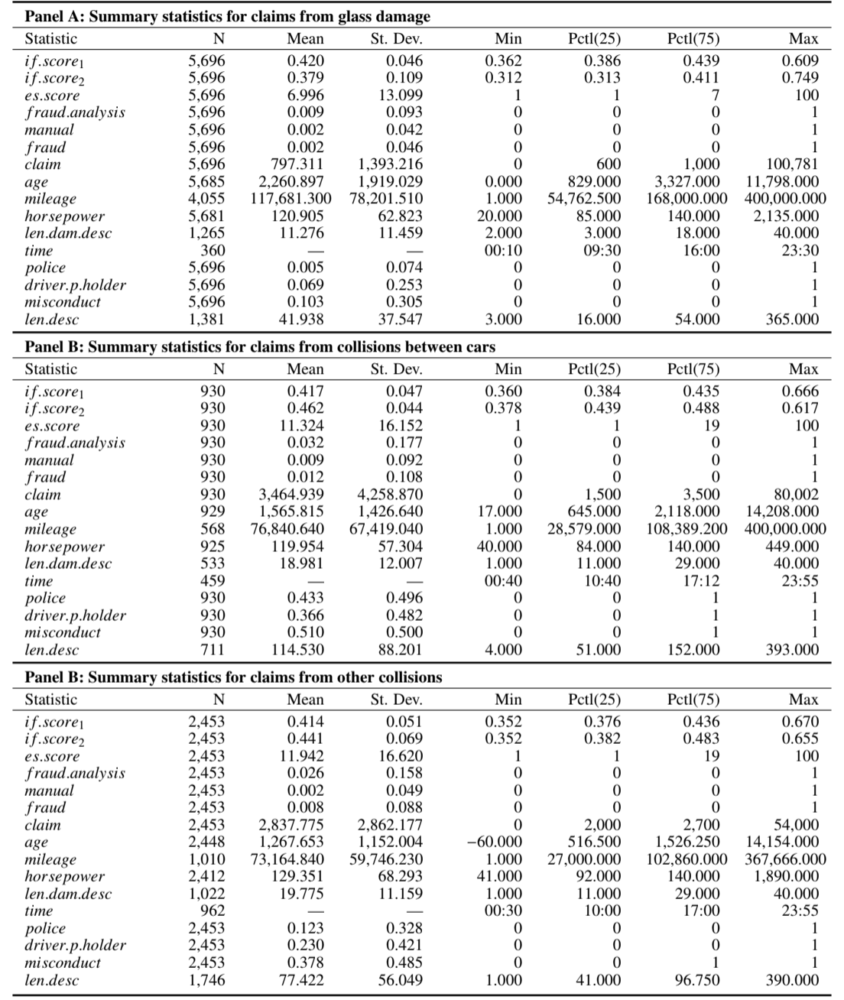 Panel A: Summary statistics for claims from glass damage
Statistic N Mean St. Dev. Min Pctl(25) Pctl(75) Max
if.score1 5,696 0.420 0.046 0.362 0.386 0.439 0.609
if.score2 5,696 0.379 0.109 0.312 0.313 0.411 0.749
es.score 5,696 6.996 13.099 1 1 7 100
fraud.analysis 5,696 0.009 0.093 0 0 0 1
manual 5,696 0.002 0.042 0 0 0 1
fraud 5,696 0.002 0.046 0 0 0 1
claim 5,696 797.311 1,393.216 0 600 1,000 100,781
age 5,685 2,260.897 1,919.029 0.000 829.000 3,327.000 11,798.000
mileage 4,055 117,681.300 78,201.510 1.000 54,762.500 168,000.000 400,000.000
horsepower 5,681 120.905 62.823 20.000 85.000 140.000 2,135.000
len.dam.desc 1,265 11.276 11.459 2.000 3.000 18.000 40.000
time 360 — — 00:10 09:30 16:00 23:30
police 5,696 0.005 0.074 0 0 0 1
driver.p.holder 5,696 0.069 0.253 0 0 0 1
misconduct 5,696 0.103 0.305 0 0 0 1
len.desc 1,381 41.938 37.547 3.000 16.000 54.000 365.000
Panel B: Summary statistics for claims from collisions between cars
Statistic N Mean St. Dev. Min Pctl(25) Pctl(75) Max
if.score1 930 0.417 0.047 0.360 0.384 0.435 0.666
if.score2 930 0.462 0.044 0.378 0.439 0.488 0.617
es.score 930 11.324 16.152 1 1 19 100
fraud.analysis 930 0.032 0.177 0 0 0 1
manual 930 0.009 0.092 0 0 0 1
fraud 930 0.012 0.108 0 0 0 1
claim 930 3,464.939 4,258.870 0 1,500 3,500 80,002
age 929 1,565.815 1,426.640 17.000 645.000 2,118.000 14,208.000
mileage 568 76,840.640 67,419.040 1.000 28,579.000 108,389.200 400,000.000
horsepower 925 119.954 57.304 40.000 84.000 140.000 449.000
len.dam.desc 533 18.981 12.007 1.000 11.000 29.000 40.000
time 459 — — 00:40 10:40 17:12 23:55
police 930 0.433 0.496 0 0 1 1
driver.p.holder 930 0.366 0.482 0 0 1 1
misconduct 930 0.510 0.500 0 0 1 1
len.desc 711 114.530 88.201 4.000 51.000 152.000 393.000
Panel B: Summary statistics for claims from other collisions
Statistic N Mean St. Dev. Min Pctl(25) Pctl(75) Max
if.score1 2,453 0.414 0.051 0.352 0.376 0.436 0.670
if.score2 2,453 0.441 0.069 0.352 0.382 0.483 0.655
es.score 2,453 11.942 16.620 1 1 19 100
fraud.analysis 2,453 0.026 0.158 0 0 0 1
manual 2,453 0.002 0.049 0 0 0 1
fraud 2,453 0.008 0.088 0 0 0 1
claim 2,453 2,837.775 2,862.177 0 2,000 2,700 54,000
age 2,448 1,267.653 1,152.004 −60.000 516.500 1,526.250 14,154.000
mileage 1,010 73,164.840 59,746.230 1.000 27,000.000 102,860.000 367,666.000
horsepower 2,412 129.351 68.293 41.000 92.000 140.000 1,890.000
len.dam.desc 1,022 19.775 11.159 1.000 11.000 29.000 40.000
time 962 — — 00:30 10:00 17:00 23:55
police 2,453 0.123 0.328 0 0 0 1
driver.p.holder 2,453 0.230 0.421 0 0 0 1
misconduct 2,453 0.378 0.485 0 0 1 1
len.desc 1,746 77.422 56.049 1.000 41.000 96.750 390.000